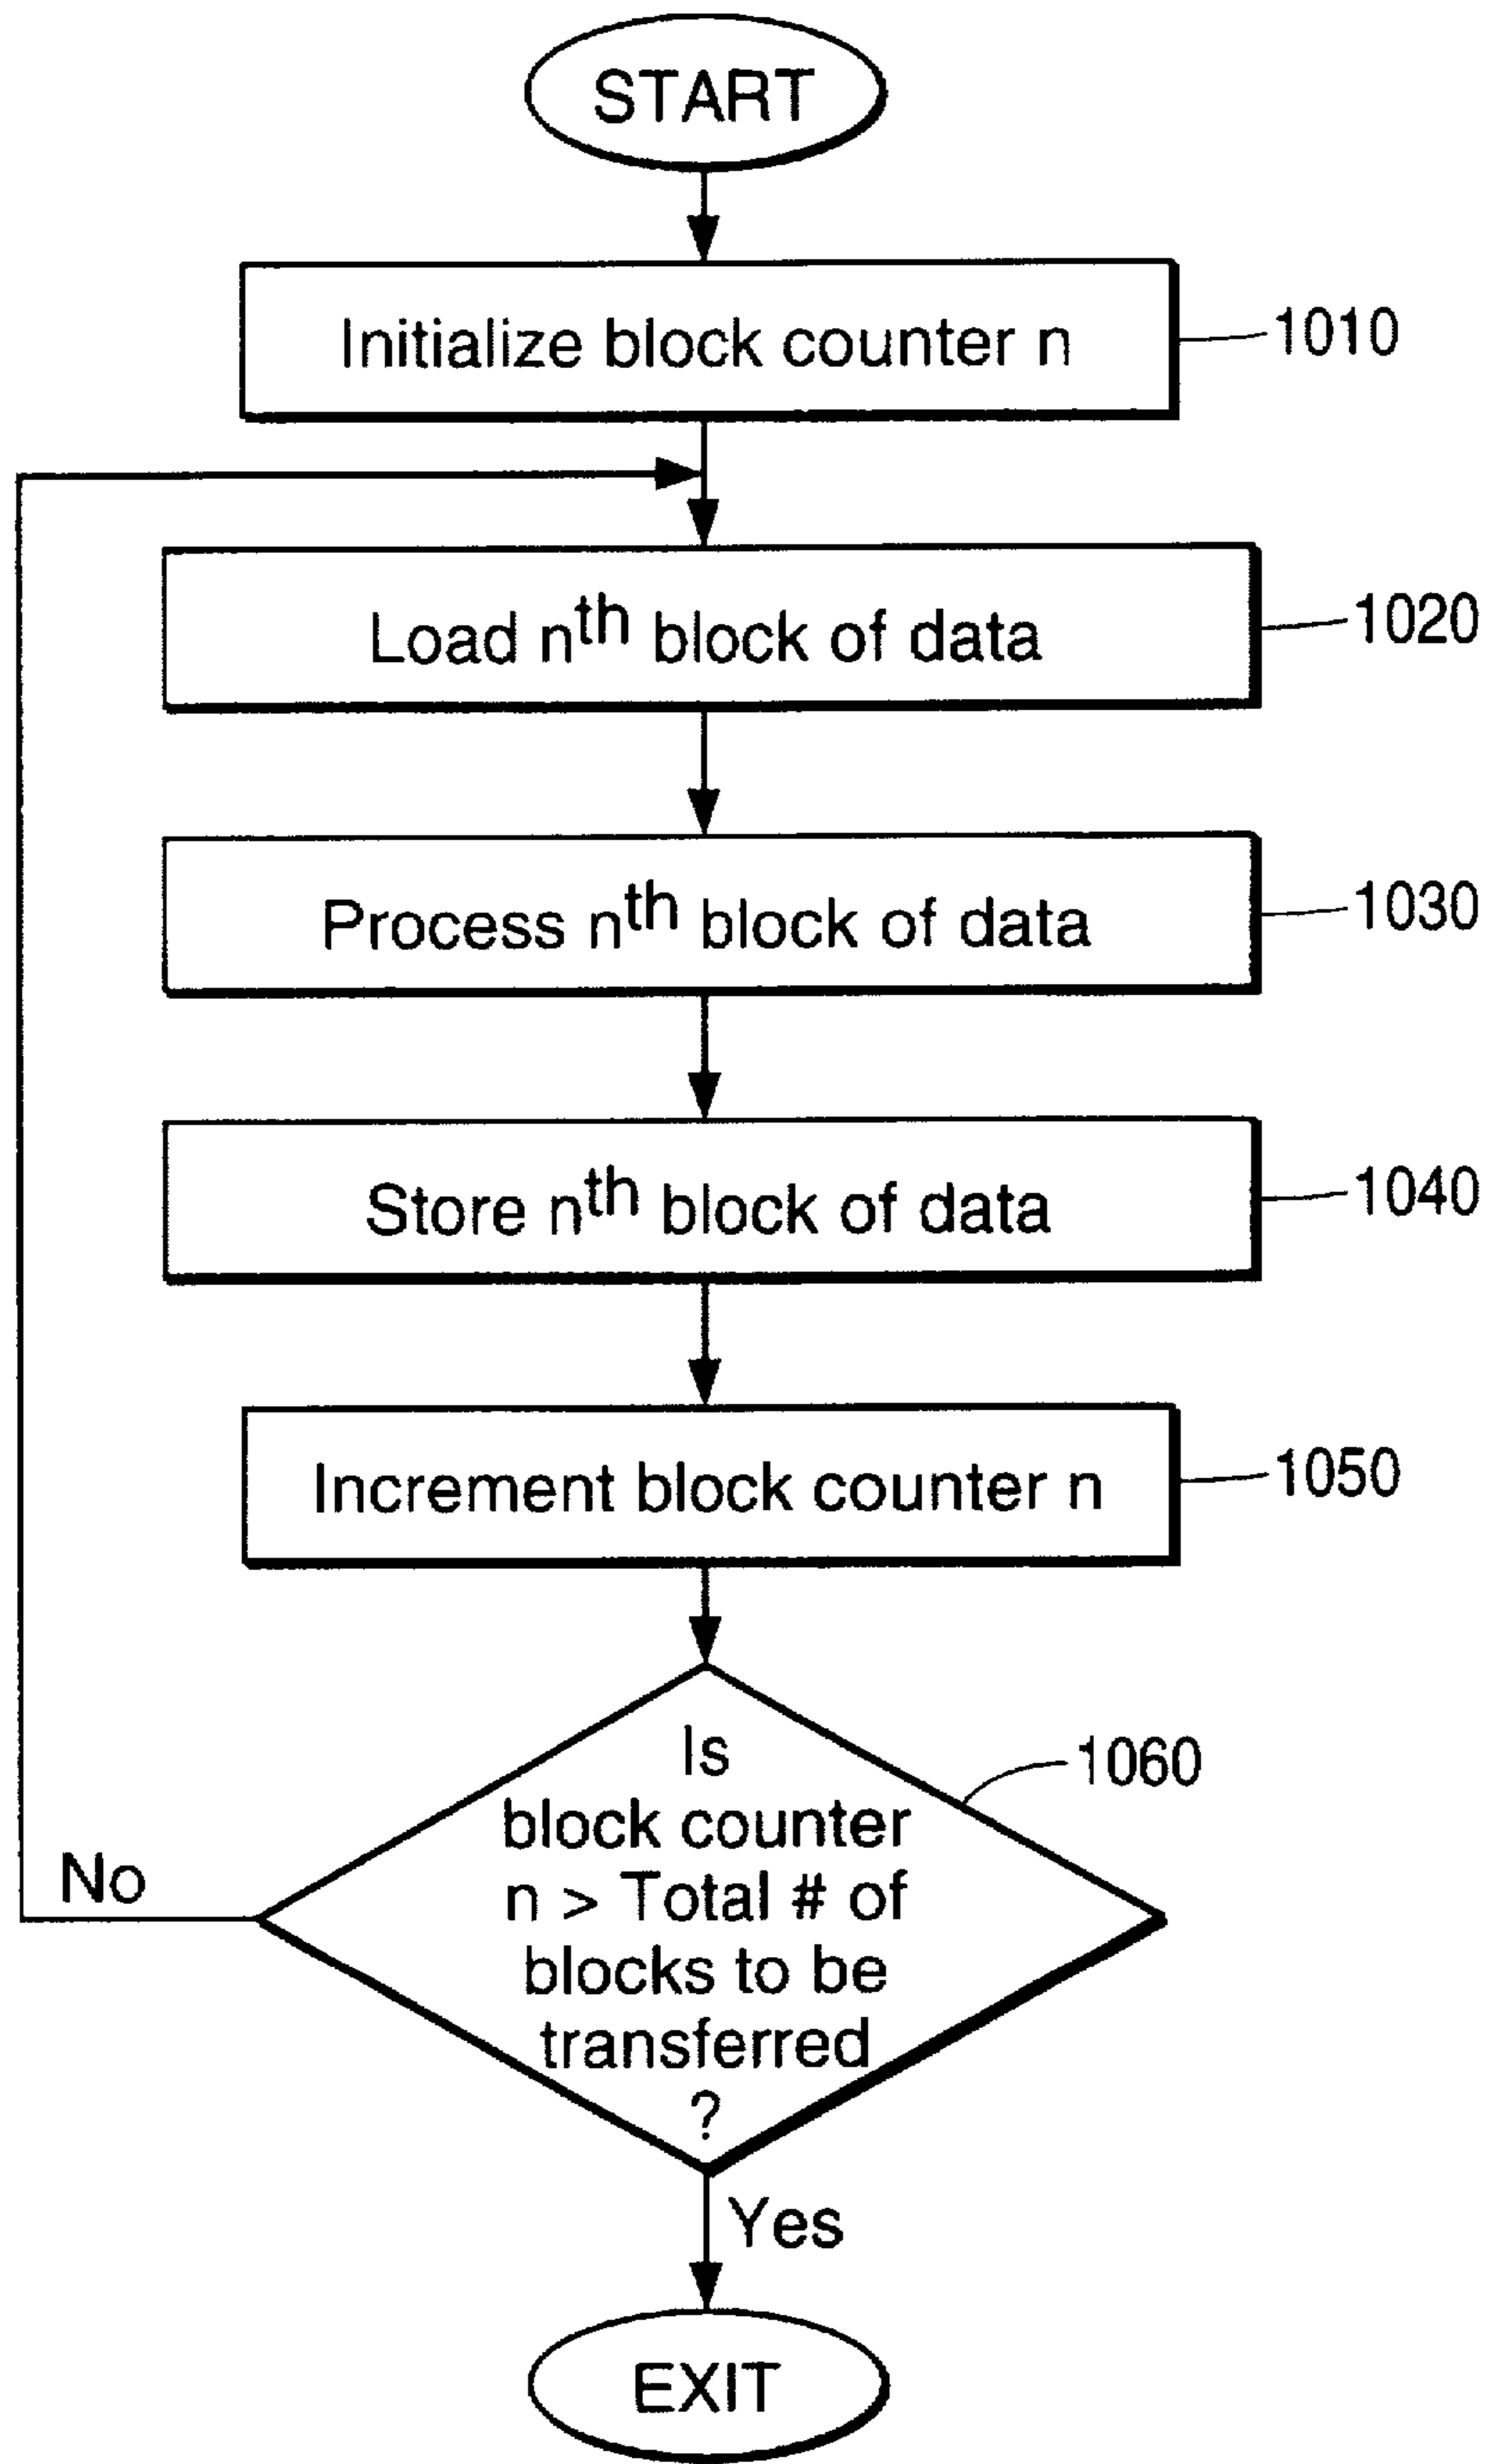 START
Initialize block counter n
1010
Load nth block of data
1020
Process nth block of data
1030
Store nth block of data
1040
Increment block counter n
1050
Is
block counter
n > Total # of
blocks to be
transferred
?
1060
No
Yes
EXIT